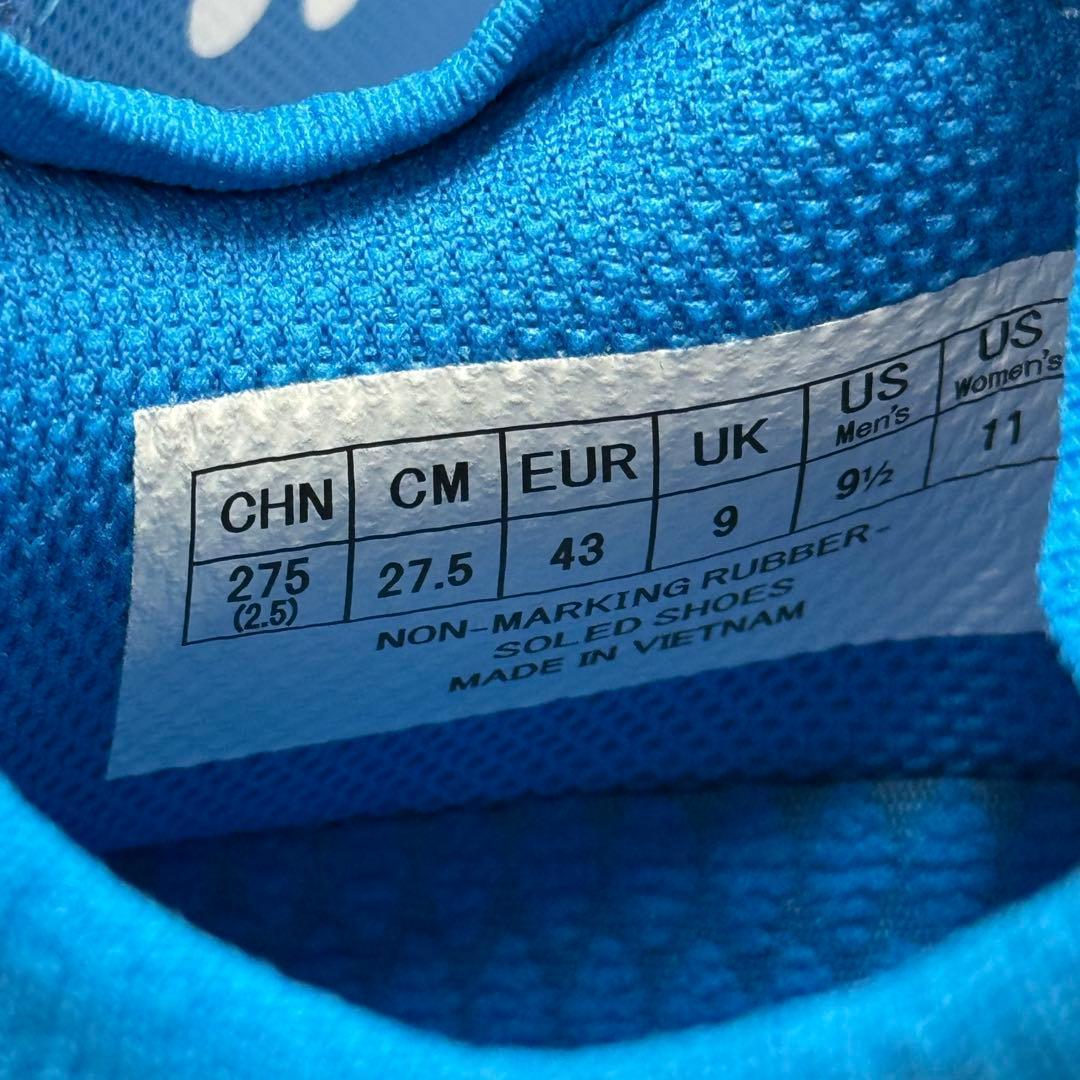 CHN CM EUR UK US Men's US Women's
275 (2.5) 27.5 43 9 9½ 11
NON-MARKING RUBBER-
SOLED SHOES
MADE IN VIETNAM